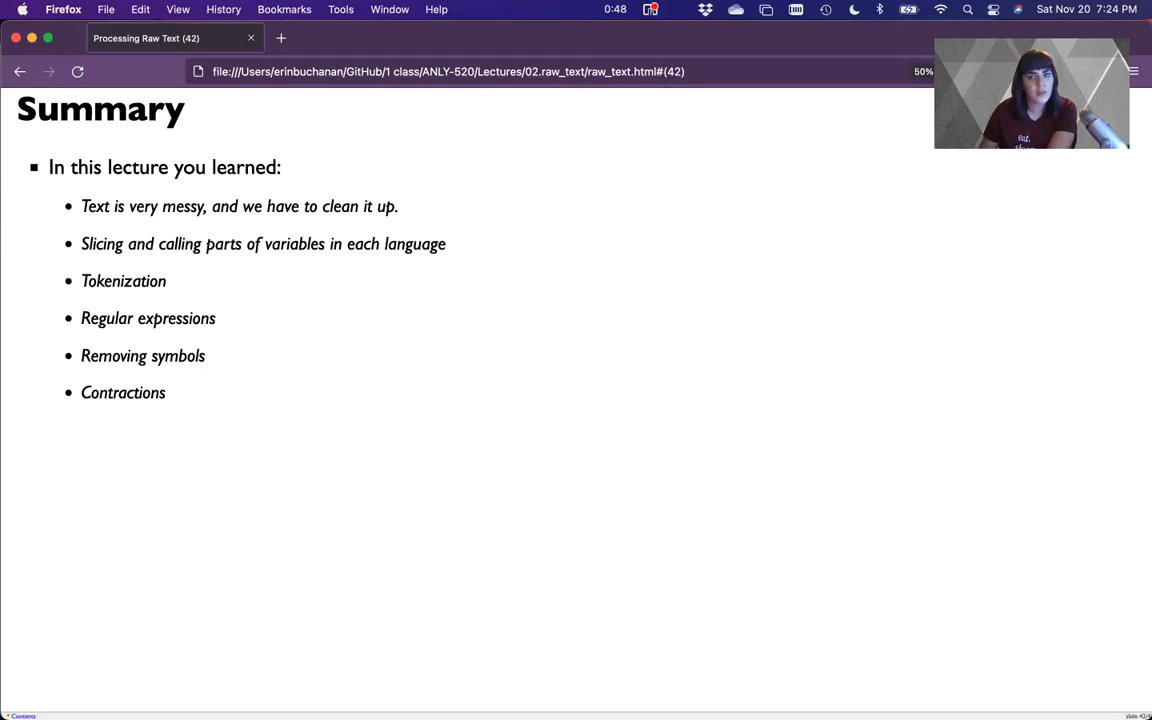 Firefox File Edit View History Bookmarks Tools Window Help 0:48 Sat Nov 20 7:24 PM
Processing Raw Text (42)
file:///Users/erinbuchanan/GitHub/1 class/ANLY-520/Lectures/02.raw_text/raw_text.html#(42) 50%
Summary
In this lecture you learned:
Text is very messy, and we have to clean it up.
Slicing and calling parts of variables in each language
Tokenization
Regular expressions
Removing symbols
Contractions
eat.
Contents